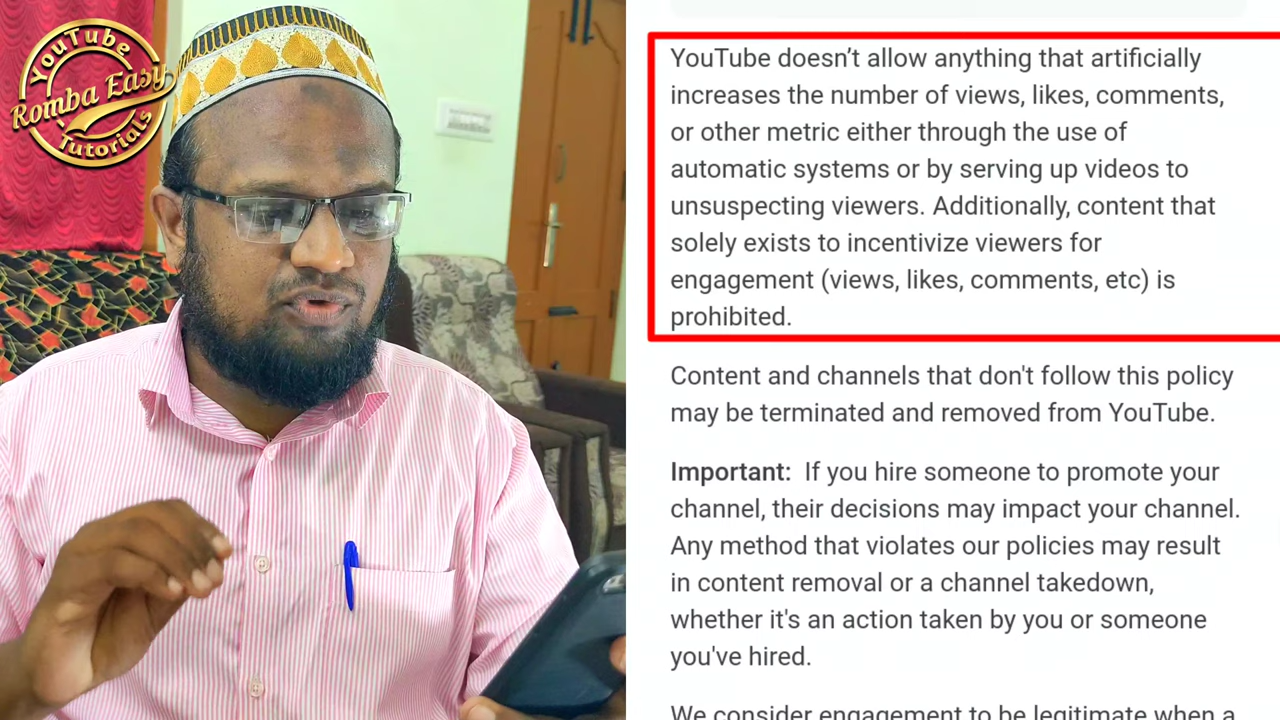 YouTube
Romba Easy
Tutorials
YouTube doesn’t allow anything that artificially
increases the number of views, likes, comments,
or other metric either through the use of
automatic systems or by serving up videos to
unsuspecting viewers. Additionally, content that
solely exists to incentivize viewers for
engagement (views, likes, comments, etc) is
prohibited.
Content and channels that don't follow this policy
may be terminated and removed from YouTube.
Important:  If you hire someone to promote your
channel, their decisions may impact your channel.
Any method that violates our policies may result
in content removal or a channel takedown,
whether it's an action taken by you or someone
you've hired.
We consider engagement to be legitimate when a